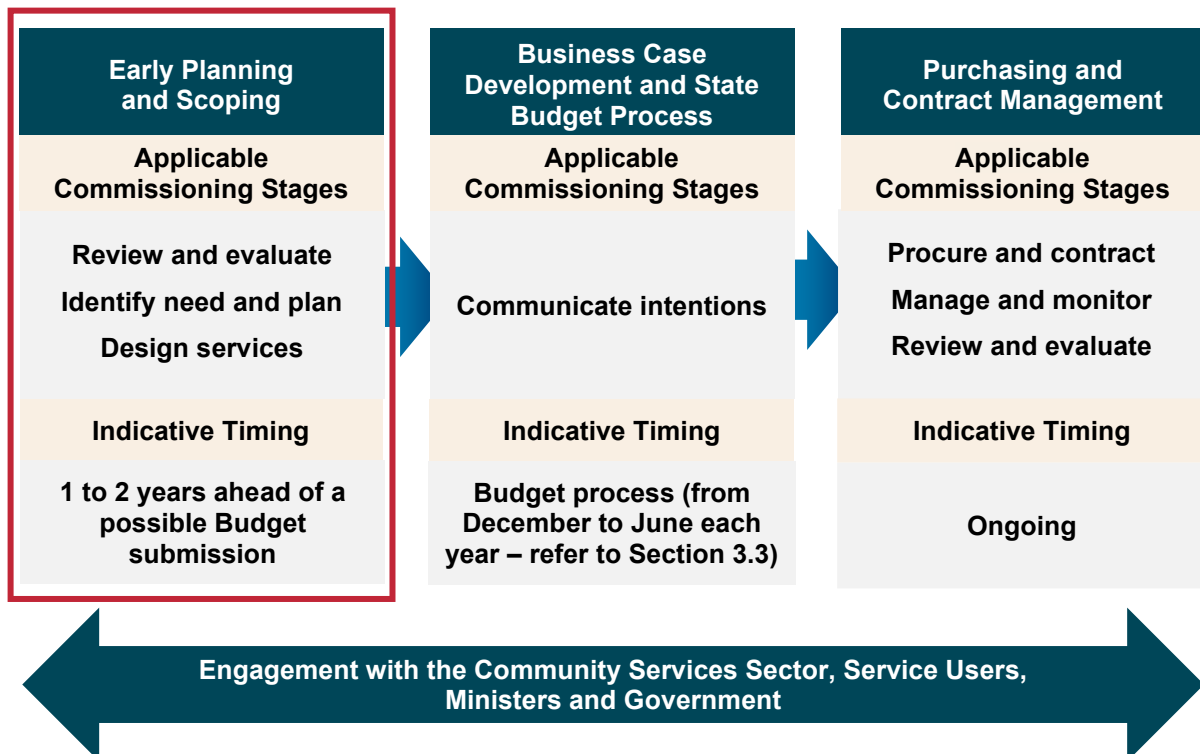 Early Planning
and Scoping
Applicable
Commissioning Stages
Review and evaluate
Identify need and plan
Design services
Indicative Timing
1 to 2 years ahead of a
possible Budget
submission
Business Case
Development and State
Budget Process
Applicable
Commissioning Stages
Communicate intentions
Indicative Timing
Budget process (from
December to June each
year – refer to Section 3.3)
Purchasing and
Contract Management
Applicable
Commissioning Stages
Procure and contract
Manage and monitor
Review and evaluate
Indicative Timing
Ongoing
Engagement with the Community Services Sector, Service Users,
Ministers and Government